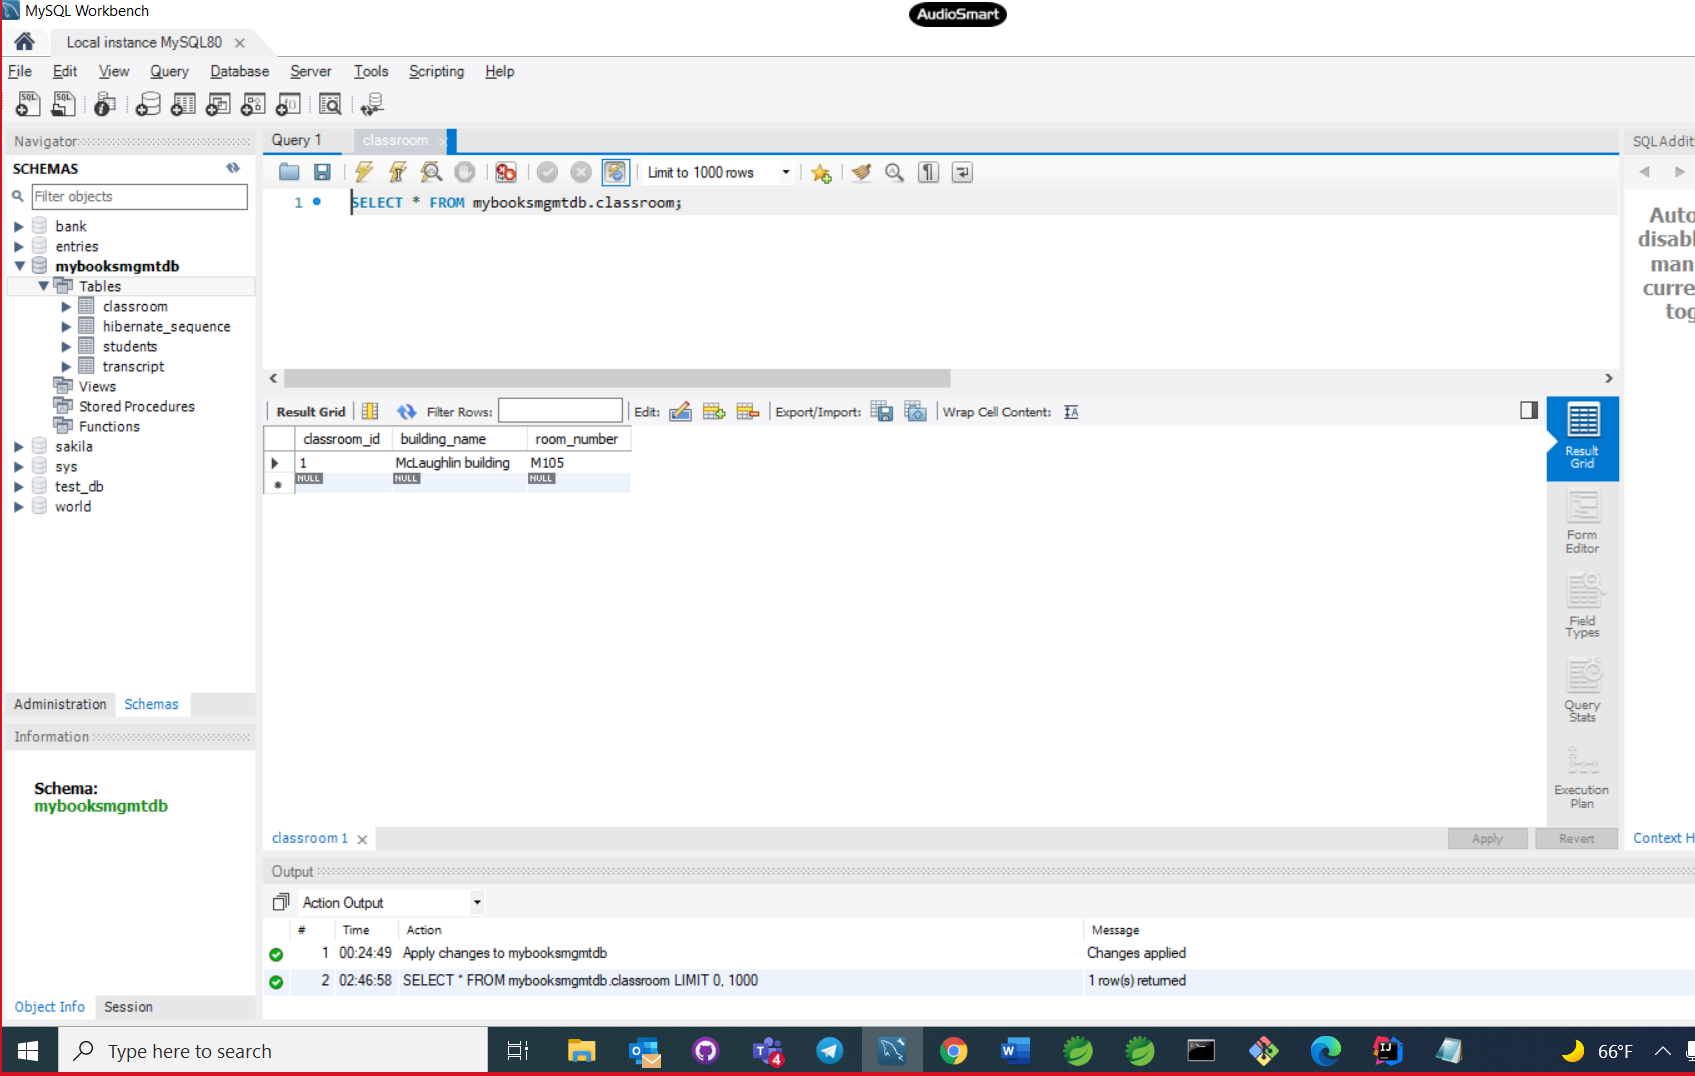 MySQL Workbench
AudioSmart
Local instance MySQL80
File Edit View Query Database Server Tools Scripting Help
Navigator
SCHEMAS
Filter objects
bank
entries
mybooksmgmtdb
Tables
classroom
hibernate_sequence
students
transcript
Views
Stored Procedures
Functions
sakila
sys
test_db
world
Administration Schemas
Information
Schema:
mybooksmgmtdb
Object Info Session
Query 1 classroom
Limit to 1000 rows
1 SELECT * FROM mybooksmgmtdb.classroom;
Result Grid Filter Rows: Edit: Export/Import: Wrap Cell Content:
classroom_id building_name room_number
1 McLaughlin building M105
NULL NULL NULL
Result
Grid
Form
Editor
Field
Types
Query
Stats
Execution
Plan
classroom 1
Apply Revert
SQLAddit
Auto
disabl
man
curre
tog
Context H
Output
Action Output
# Time Action Message
1 00:24:49 Apply changes to mybooksmgmtdb Changes applied
2 02:46:58 SELECT * FROM mybooksmgmtdb.classroom LIMIT 0, 1000 1 row(s) returned
Type here to search
4
66°F